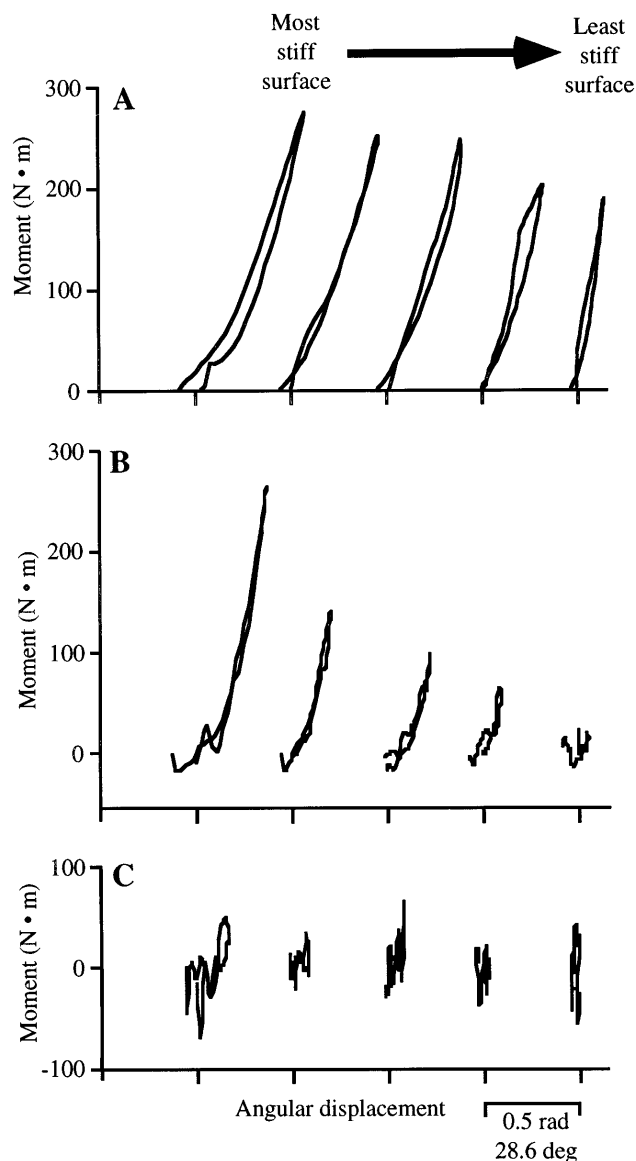 Most
stiff
surface
Least
stiff
surface
A
300
200
100
0
Moment (N • m)
B
300
200
100
0
Moment (N • m)
C
100
0
-100
Moment (N • m)
Angular displacement
0.5 rad
28.6 deg